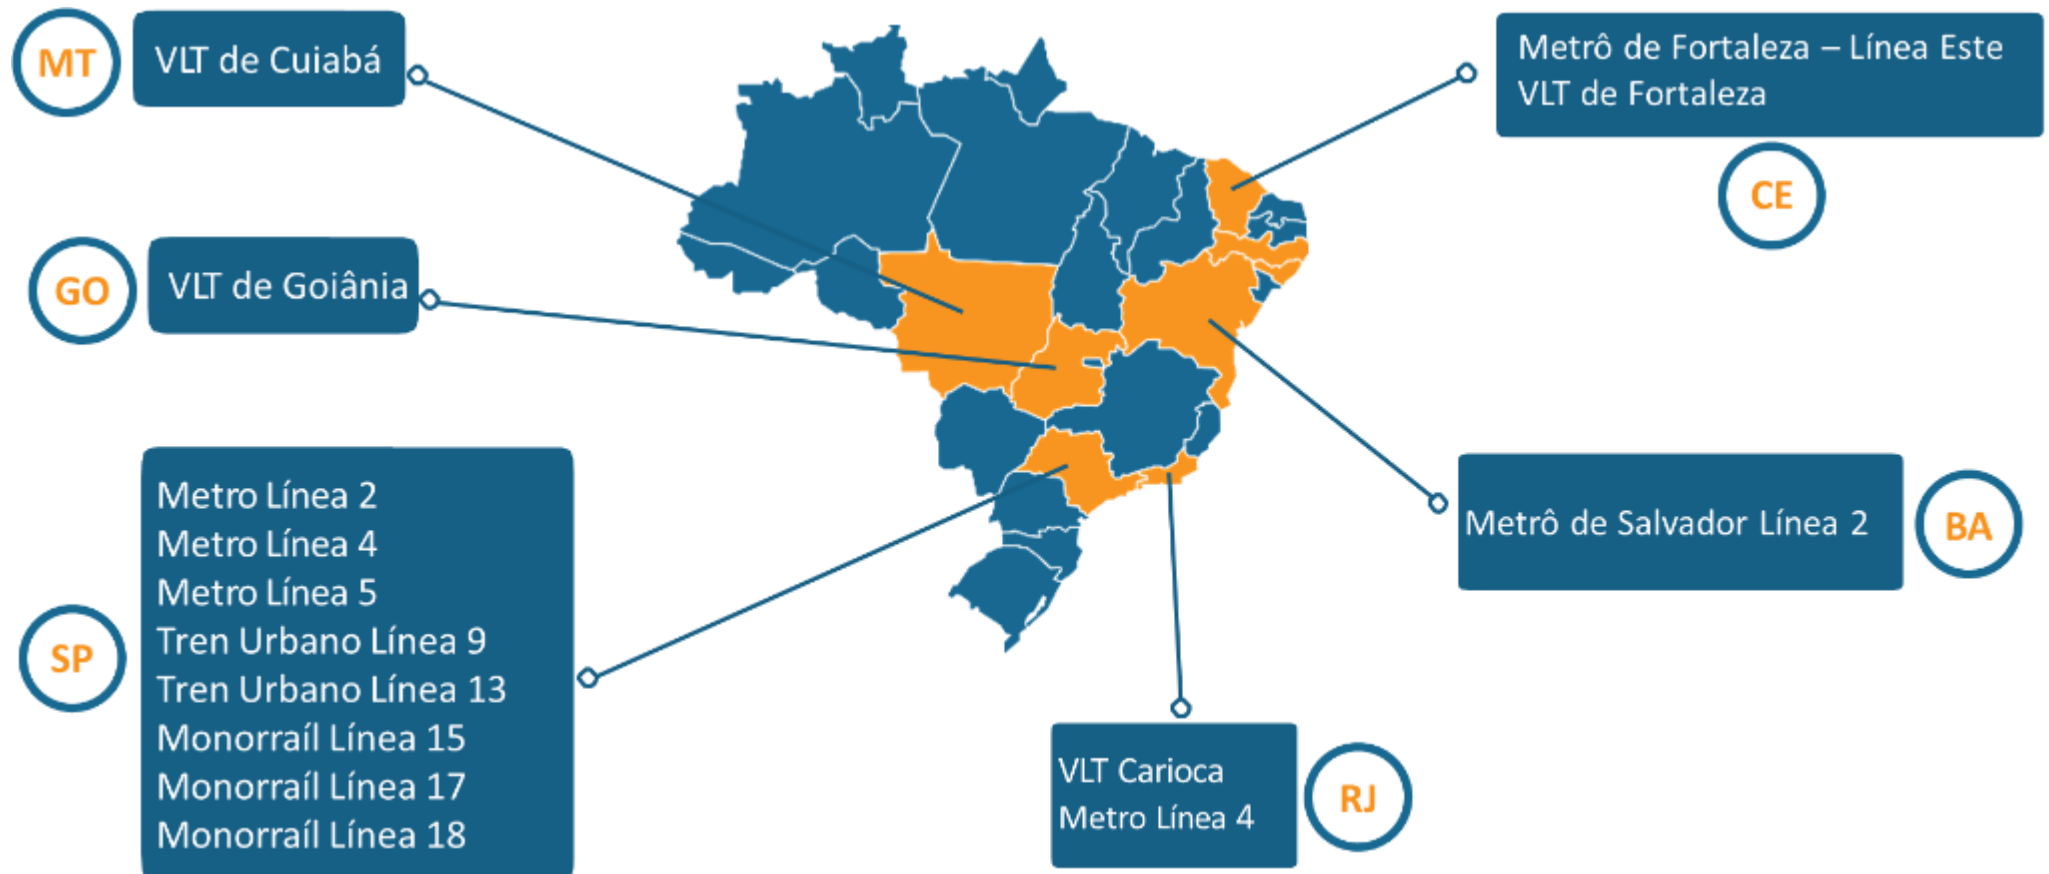 MT
VLT de Cuiabá
GO
VLT de Goiânia
SP
Metro Línea 2
Metro Línea 4
Metro Línea 5
Tren Urbano Línea 9
Tren Urbano Línea 13
Monorraíl Línea 15
Monorraíl Línea 17
Monorraíl Línea 18
Metrô de Fortaleza – Línea Este
VLT de Fortaleza
CE
Metrô de Salvador Línea 2
BA
VLT Carioca
Metro Línea 4
RJ